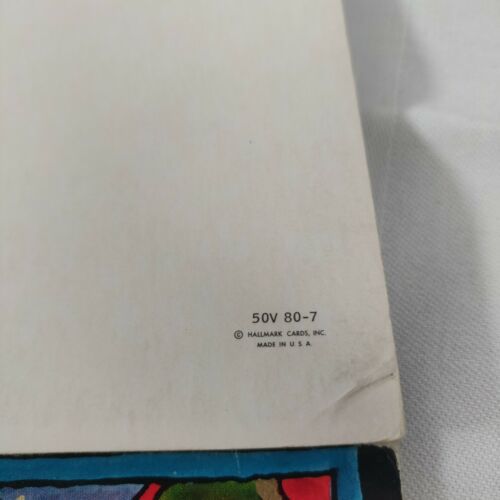 50V 80-7
© HALLMARK CARDS, INC.
MADE IN U S A